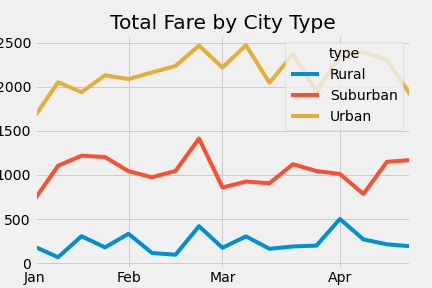 Total Fare by City Type
2500
2000
1500
1000
500
0
Jan
Feb
Mar
Apr
type
Rural
Suburban
Urban